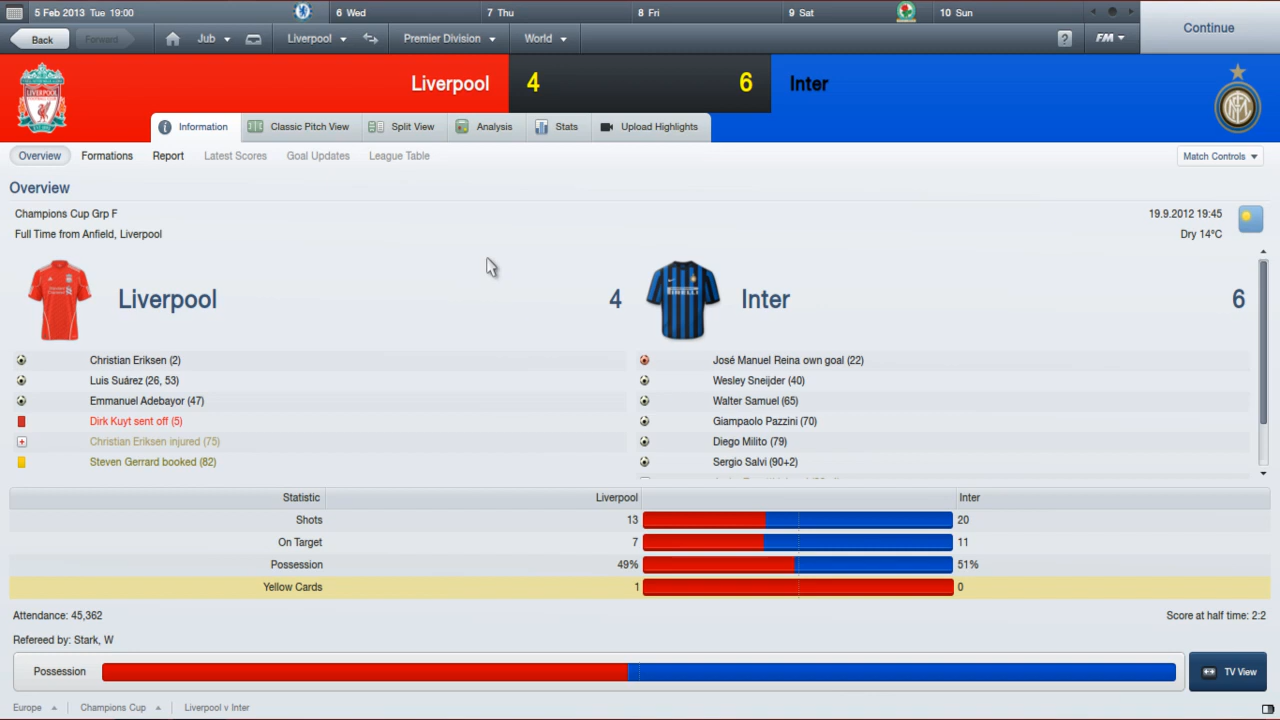 5 Feb 2013 Tue 19:00 6 Wed 7 Thu 8 Fri 9 Sat 10 Sun Continue
Back Forward Jub Liverpool Premier Division World ? FM
Liverpool 4 6 Inter
Information Classic Pitch View Split View Analysis Stats Upload Highlights
Overview Formations Report Latest Scores Goal Updates League Table Match Controls
Overview
Champions Cup Grp F 19.9.2012 19:45
Full Time from Anfield, Liverpool Dry 14°C
Liverpool 4 Inter 6
Christian Eriksen (2) José Manuel Reina own goal (22)
Luis Suárez (26, 53) Wesley Sneijder (40)
Emmanuel Adebayor (47) Walter Samuel (65)
Dirk Kuyt sent off (5) Giampaolo Pazzini (70)
Christian Eriksen injured (75) Diego Milito (79)
Steven Gerrard booked (82) Sergio Salvi (90+2)
Statistic Liverpool Inter
Shots 13 20
On Target 7 11
Possession 49% 51%
Yellow Cards 1 0
Attendance: 45,362 Score at half time: 2:2
Refereed by: Stark, W
Possession TV View
Europe Champions Cup Liverpool v Inter